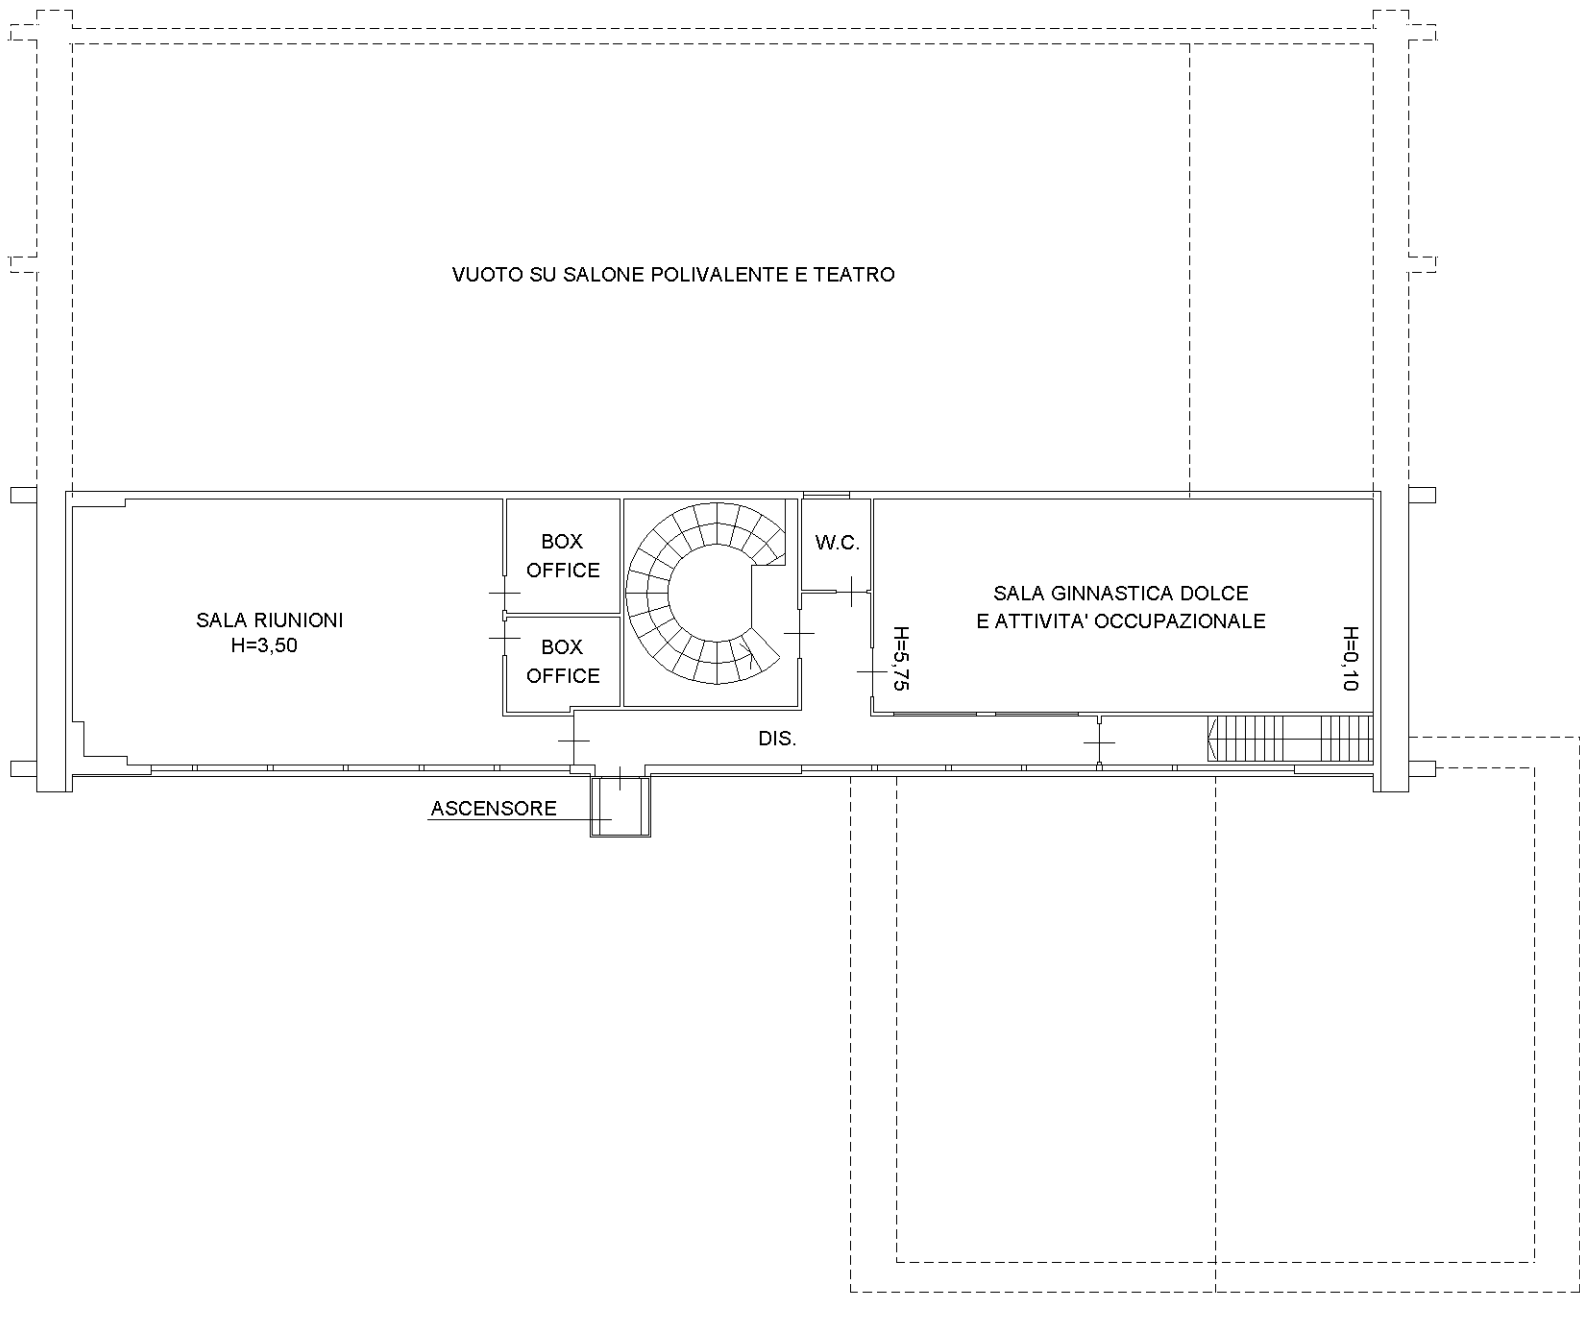 VUOTO SU SALONE POLIVALENTE E TEATRO
BOX
OFFICE
W.C.
SALA GINNASTICA DOLCE
E ATTIVITA' OCCUPAZIONALE
SALA RIUNIONI
H=3,50
BOX
OFFICE
H=5,75
H=0,10
DIS.
ASCENSORE